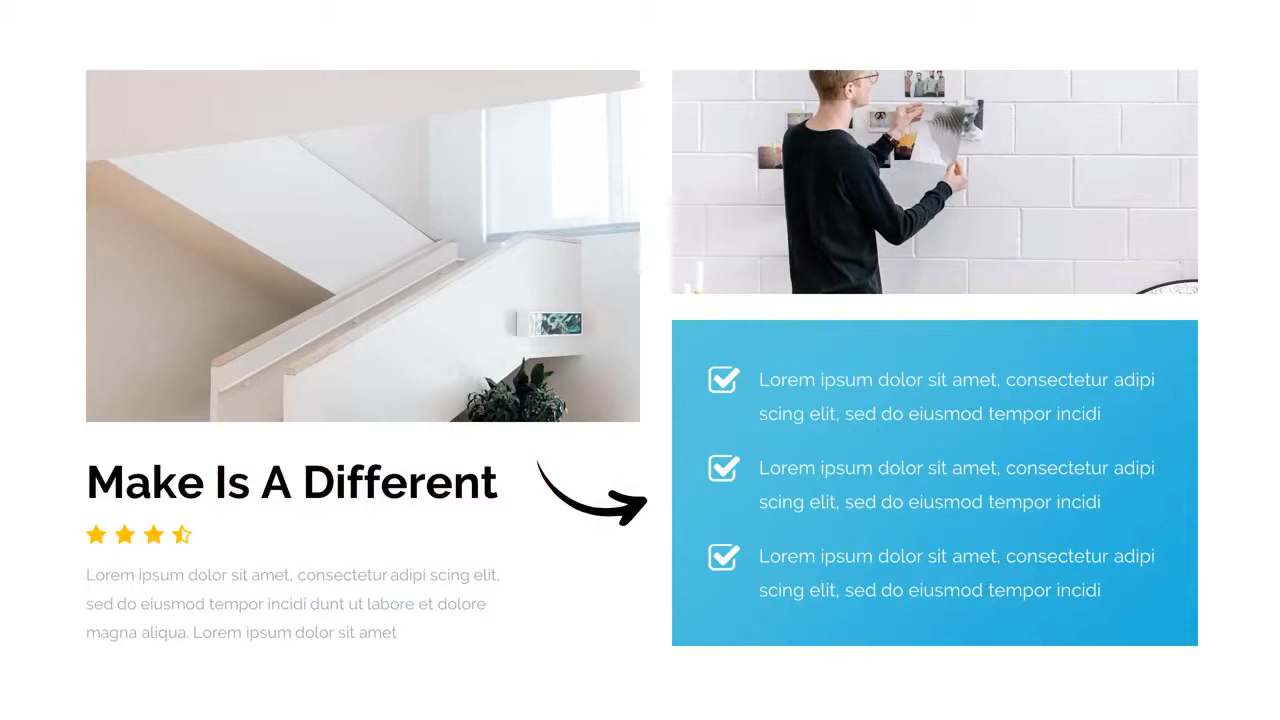 Make Is A Different
Lorem ipsum dolor sit amet, consectetur adipi scing elit,
sed do eiusmod tempor incidi dunt ut labore et dolore
magna aliqua. Lorem ipsum dolor sit amet
Lorem ipsum dolor sit amet, consectetur adipi
scing elit, sed do eiusmod tempor incidi
Lorem ipsum dolor sit amet, consectetur adipi
scing elit, sed do eiusmod tempor incidi
Lorem ipsum dolor sit amet, consectetur adipi
scing elit, sed do eiusmod tempor incidi